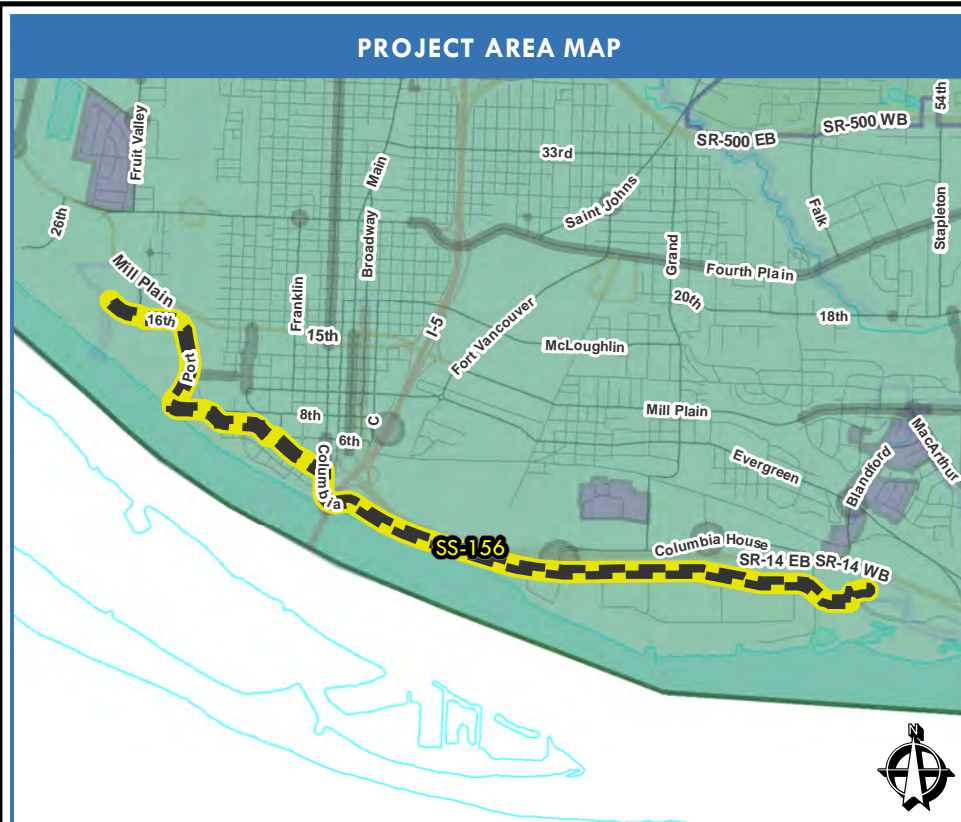 PROJECT AREA MAP
54th
SR-500 WB
SR-500 EB
Fruit Valley
33rd
Main
Saint Johns
Falk
26th
Stapleton
Broadway
Grand
Mill Plain
Fourth Plain
20th
Franklin
16th
18th
15th
I-5
Fort Vancouver
McLoughlin
Port
8th
Mill Plain
C
6th
MacArthur
Evergreen
Blandford
Columbia
SS-156
Columbia House
SR-14 EB
SR-14 WB
N